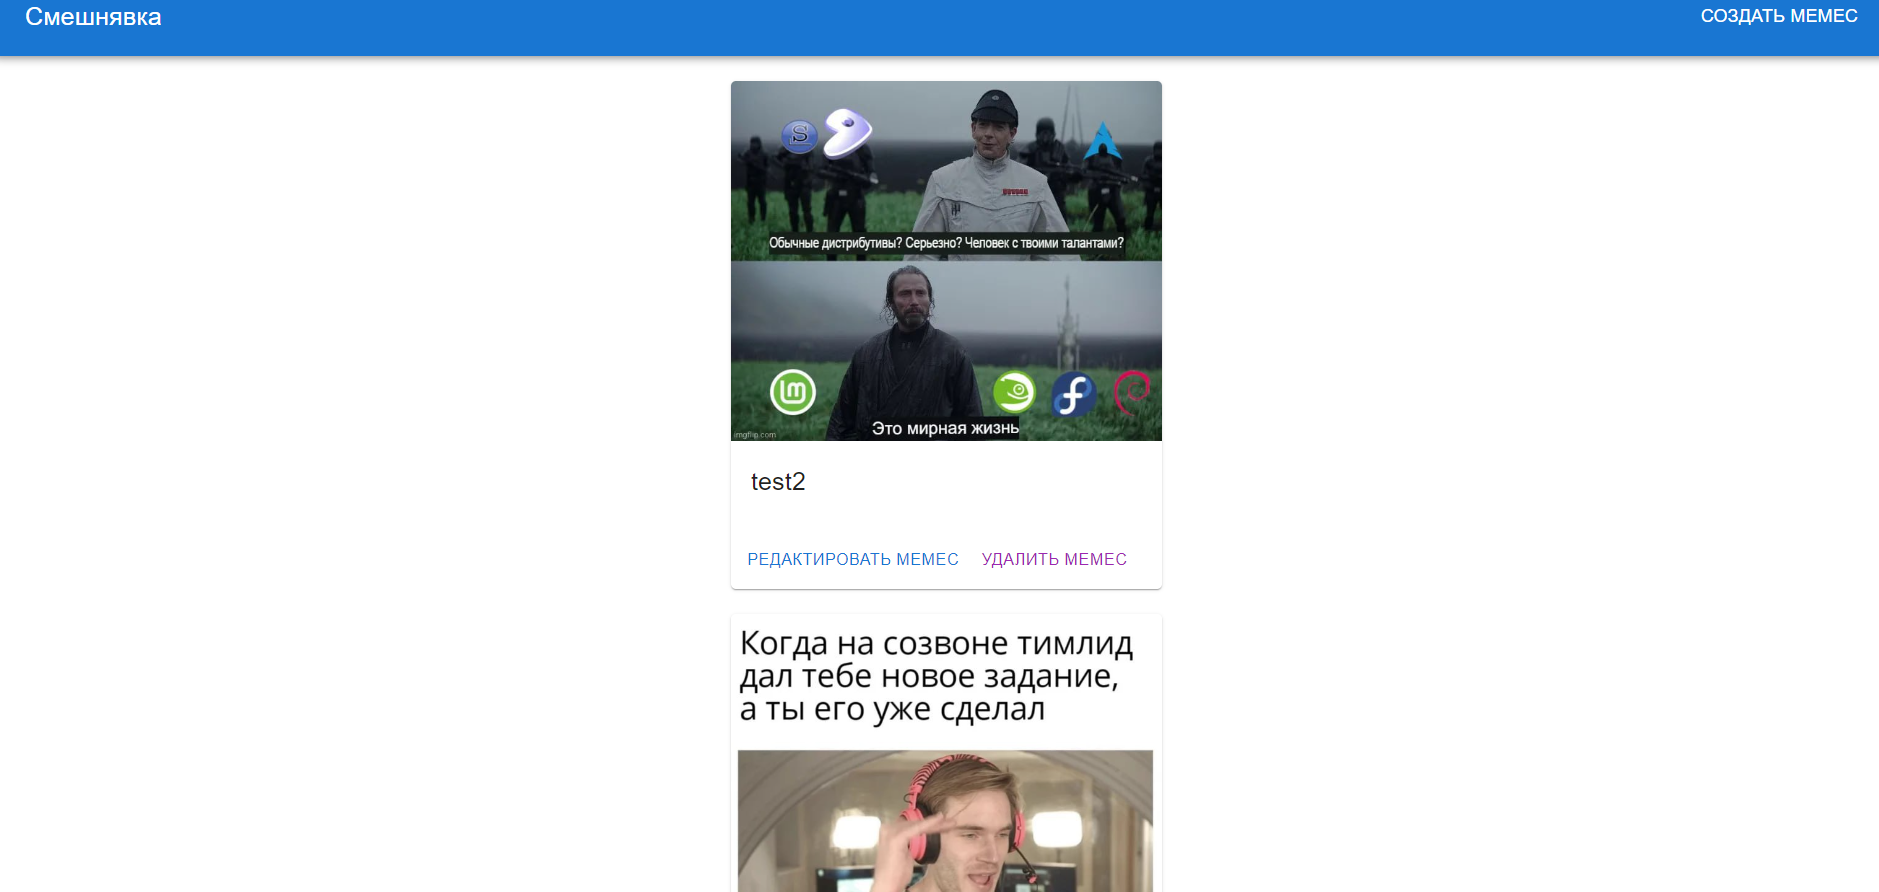 Смешнявка
СОЗДАТЬ МЕМЕС
Обычные дистрибутивы? Серьезно? Человек с твоими талантами?
lm
Это мирная жизнь
imgflip.com
test2
РЕДАКТИРОВАТЬ МЕМЕС УДАЛИТЬ МЕМЕС
Когда на созвоне тимлид
дал тебе новое задание,
а ты его уже сделал